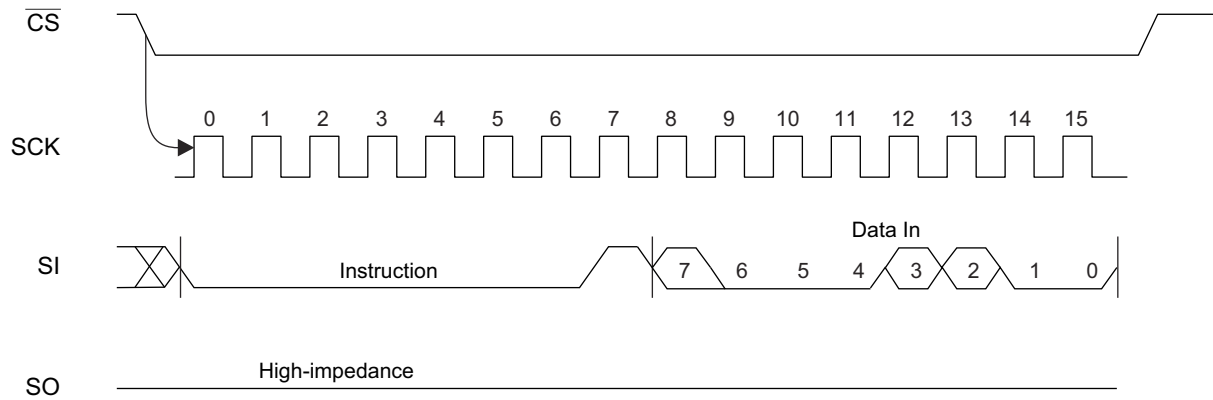 CS
0 1 2 3 4 5 6 7 8 9 10 11 12 13 14 15
SCK
Data In
SI
Instruction
7 6 5 4 3 2 1 0
High-impedance
SO